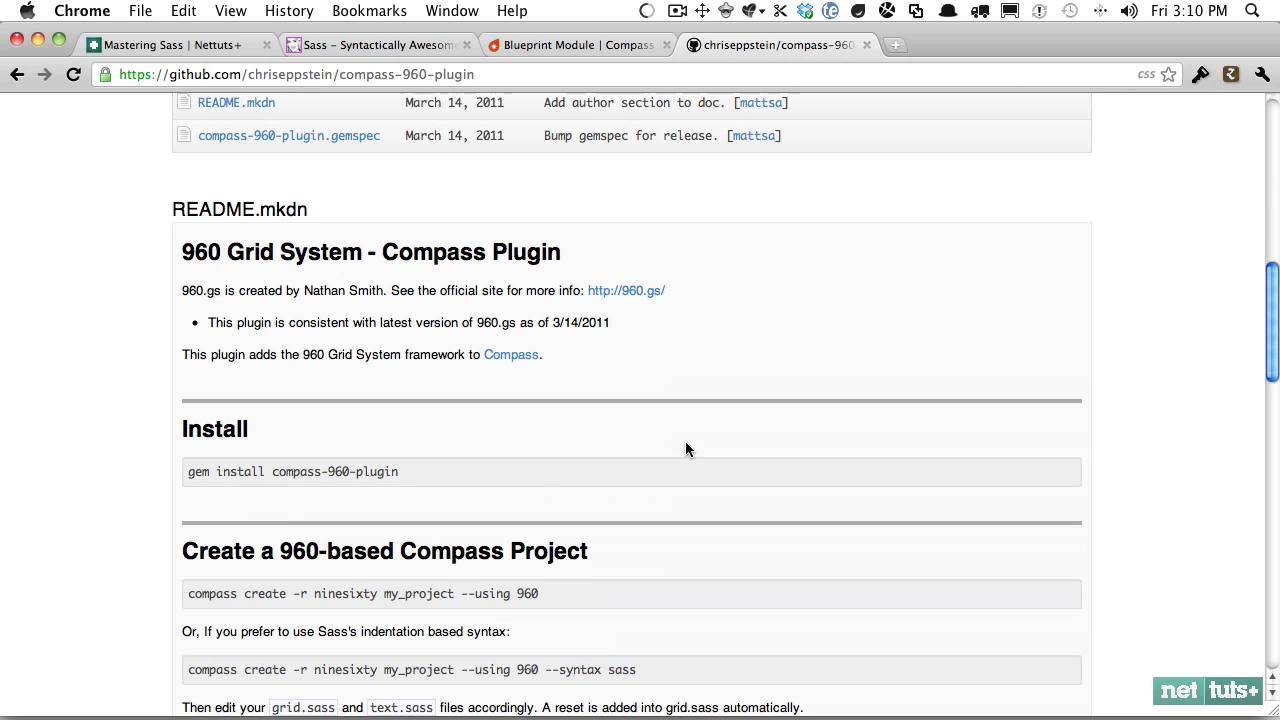 Chrome File Edit View History Bookmarks Window Help Fri 3:10 PM
Mastering Sass | Nettuts+ Sass - Syntactically Awesom Blueprint Module | Compass chriseppstein/compass-960
https://github.com/chriseppstein/compass-960-plugin css
README.mkdn March 14, 2011 Add author section to doc. [mattsa]
compass-960-plugin.gemspec March 14, 2011 Bump gemspec for release. [mattsa]
README.mkdn
960 Grid System - Compass Plugin
960.gs is created by Nathan Smith. See the official site for more info: http://960.gs/
• This plugin is consistent with latest version of 960.gs as of 3/14/2011
This plugin adds the 960 Grid System framework to Compass.
Install
gem install compass-960-plugin
Create a 960-based Compass Project
compass create -r ninesixty my_project --using 960
Or, If you prefer to use Sass's indentation based syntax:
compass create -r ninesixty my_project --using 960 --syntax sass
Then edit your grid.sass and text.sass files accordingly. A reset is added into grid.sass automatically.
net tuts+